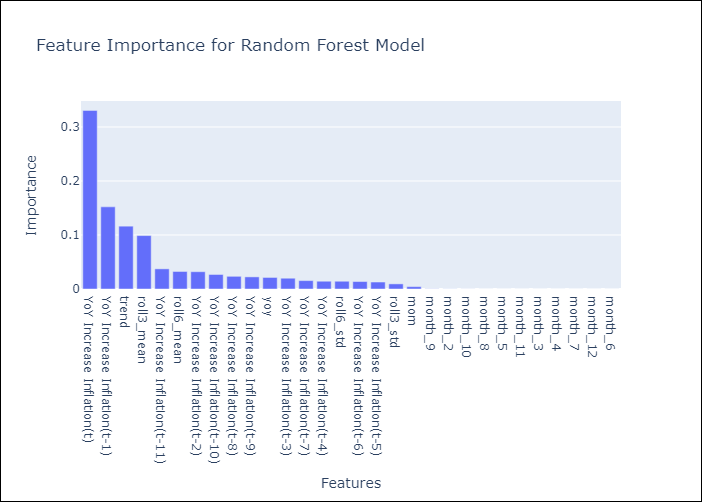 Feature Importance for Random Forest Model
Importance
0.3
0.2
0.1
0
YoY Increase Inflation(t)
YoY Increase Inflation(t-1)
trend
roll3_mean
YoY Increase Inflation(t-11)
roll6_mean
YoY Increase Inflation(t-2)
YoY Increase Inflation(t-10)
YoY Increase Inflation(t-8)
YoY Increase Inflation(t-9)
yoy
YoY Increase Inflation(t-3)
YoY Increase Inflation(t-7)
YoY Increase Inflation(t-4)
roll6_std
YoY Increase Inflation(t-6)
YoY Increase Inflation(t-5)
roll3_std
mom
month_9
month_2
month_10
month_8
month_5
month_11
month_3
month_4
month_7
month_12
month_6
Features